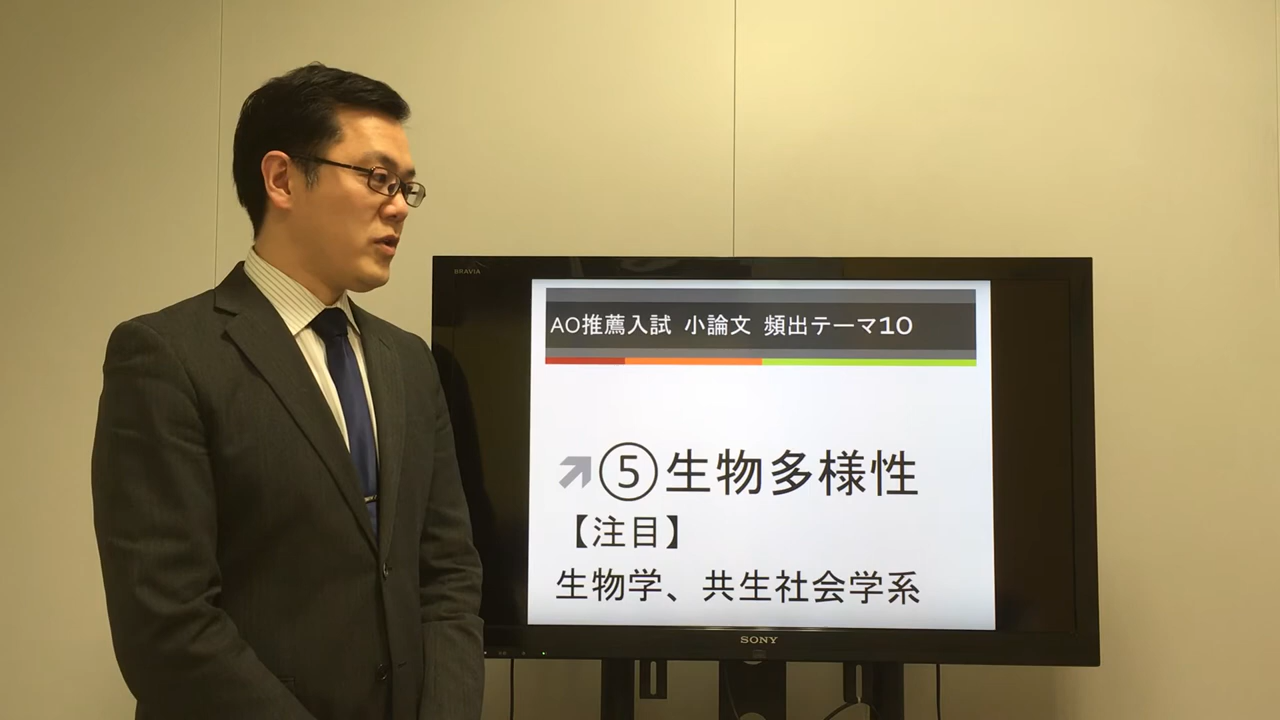 BRAVIA
AO推薦入試 小論文 頻出テーマ10
⑤生物多様性
【注目】
生物学、共生社会学系
SONY